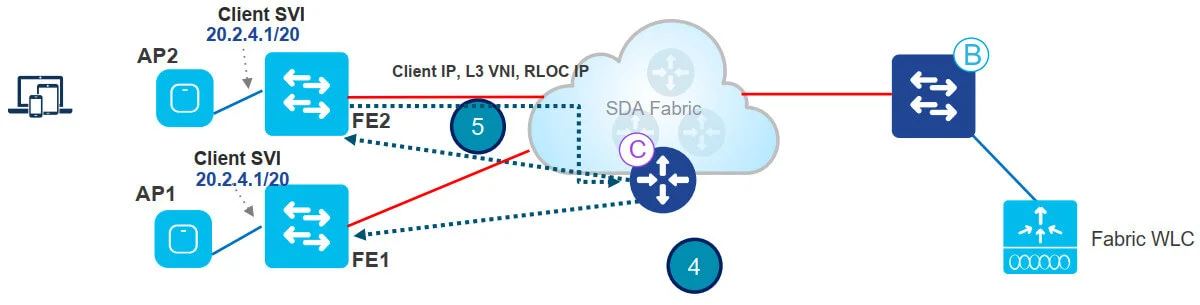 Client SVI
20.2.4.1/20
AP2
B
Client IP, L3 VNI, RLOC IP
SDA Fabric
FE2
5
C
Client SVI
20.2.4.1/20
AP1
Fabric WLC
FE1
4